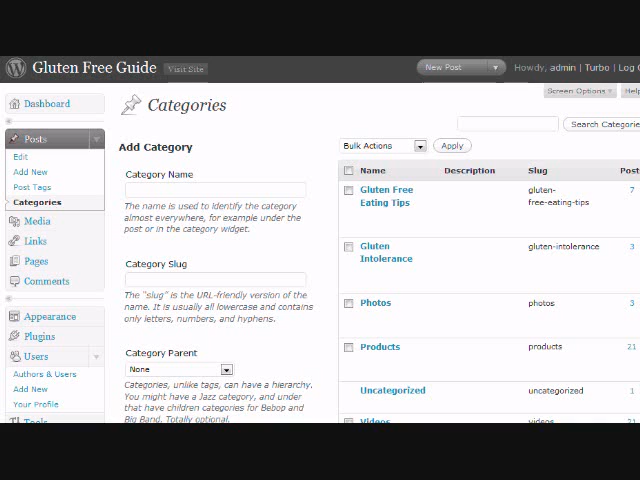 Gluten Free Guide Visit Site New Post Howdy, admin | Turbo | Log
Screen Options Help
Dashboard
Posts
Edit
Add New
Post Tags
Categories
Media
Links
Pages
Comments
Appearance
Plugins
Users
Authors & Users
Add New
Your Profile
Tools
Categories
Add Category
Category Name
The name is used to identify the category
almost everywhere, for example under the
post or in the category widget.
Category Slug
The "slug" is the URL-friendly version of the
name. It is usually all lowercase and contains
only letters, numbers, and hyphens.
Category Parent
None
Categories, unlike tags, can have a hierarchy.
You might have a Jazz category, and under
that have children categories for Bebop and
Big Band. Totally optional.
Search Categorie
Bulk Actions Apply
Name Description Slug Posts
Gluten Free gluten- 7
Eating Tips free-eating-tips
Gluten gluten-intolerance 3
Intolerance
Photos photos 3
Products products 21
Uncategorized uncategorized 1
Videos videos 21